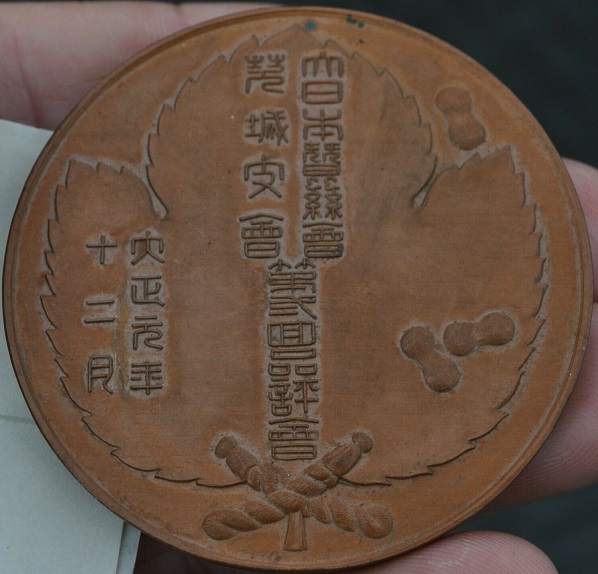 大日本蠶絲會
茨城支會
第弍回品評會
大正元年
十二月